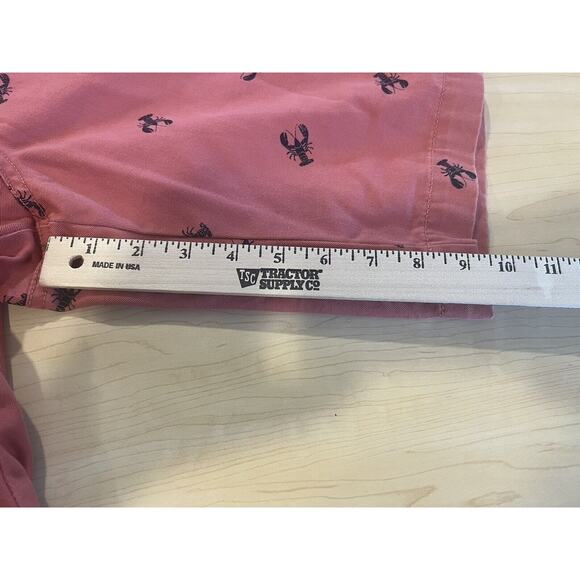 1 2 3 4 5 6 7 8 9 10 11
MADE IN USA
TSC TRACTOR
SUPPLY CO